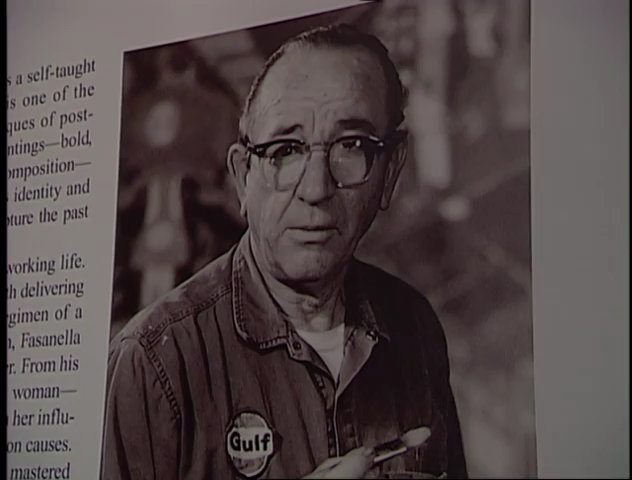 s a self-taught
is one of the
ques of post-
ntings—bold,
omposition—
identity and
ture the past
working life.
h delivering
gimen of a
, Fasanella
r. From his
woman—
her influ-
on causes.
mastered
Gulf